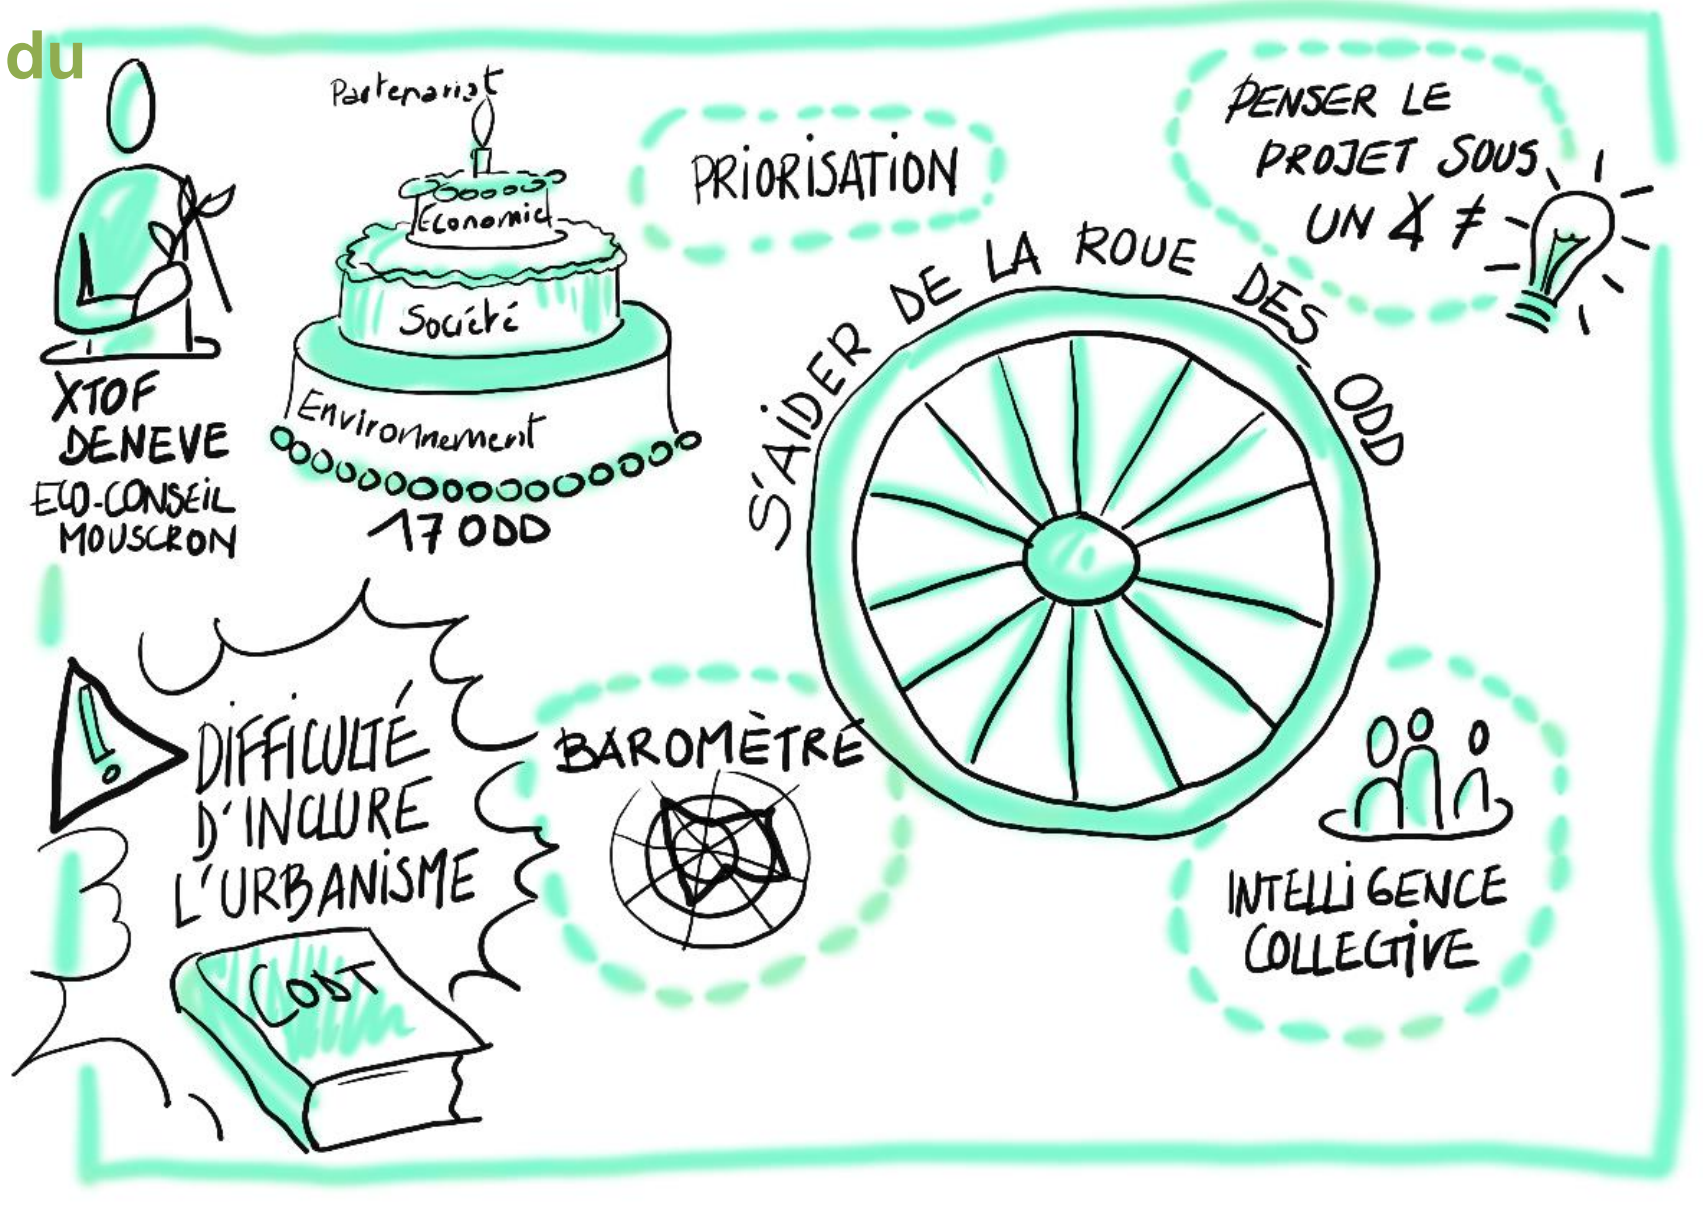 du
Partenariat
Economie
Société
Environnement
17 ODD
XTOF
DENEVE
ECO-CONSEIL
MOUSCRON
PRIORISATION
PENSER LE
PROJET SOUS
UN ∡ ≠
S'AIDER DE LA ROUE DES ODD
DIFFICULTÉ
D'INCLURE
L'URBANISME
CODT
BAROMÈTRE
INTELLIGENCE
COLLECTIVE